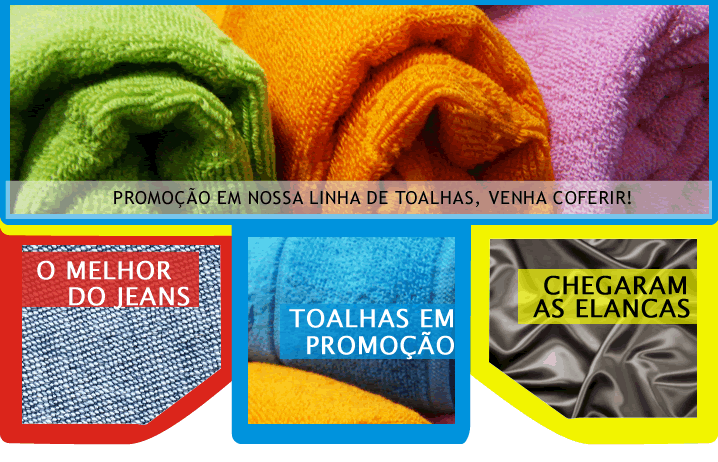 PROMOÇÃO EM NOSSA LINHA DE TOALHAS, VENHA COFERIR!
O MELHOR
DO JEANS
TOALHAS EM
PROMOÇÃO
CHEGARAM
AS ELANCAS